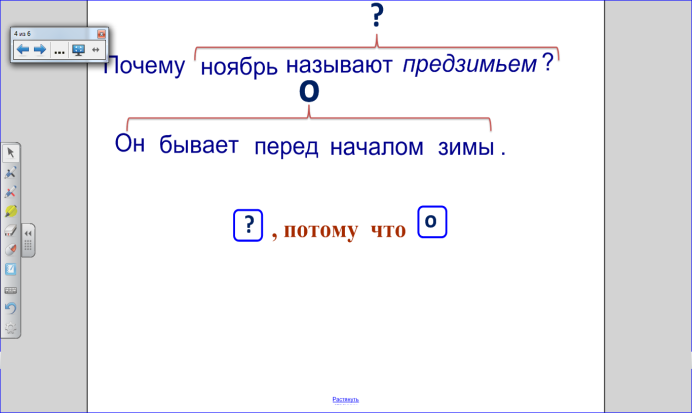 4 из 6
?
Почему ноябрь называют предзимьем ?
О
Он бывает перед началом зимы .
? , потому что о
Растянуть